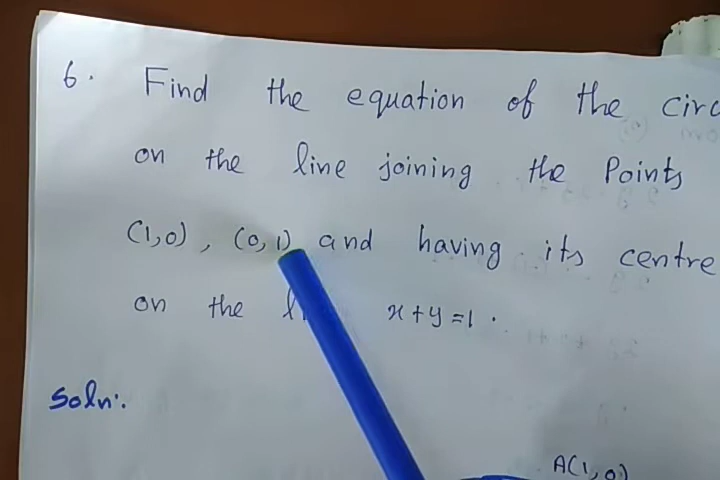 6. Find the equation of the circ
on the line joining the Points
(1,0), (0,1) and having its centre
on the x+y=1.
Soln:
A(1,0)